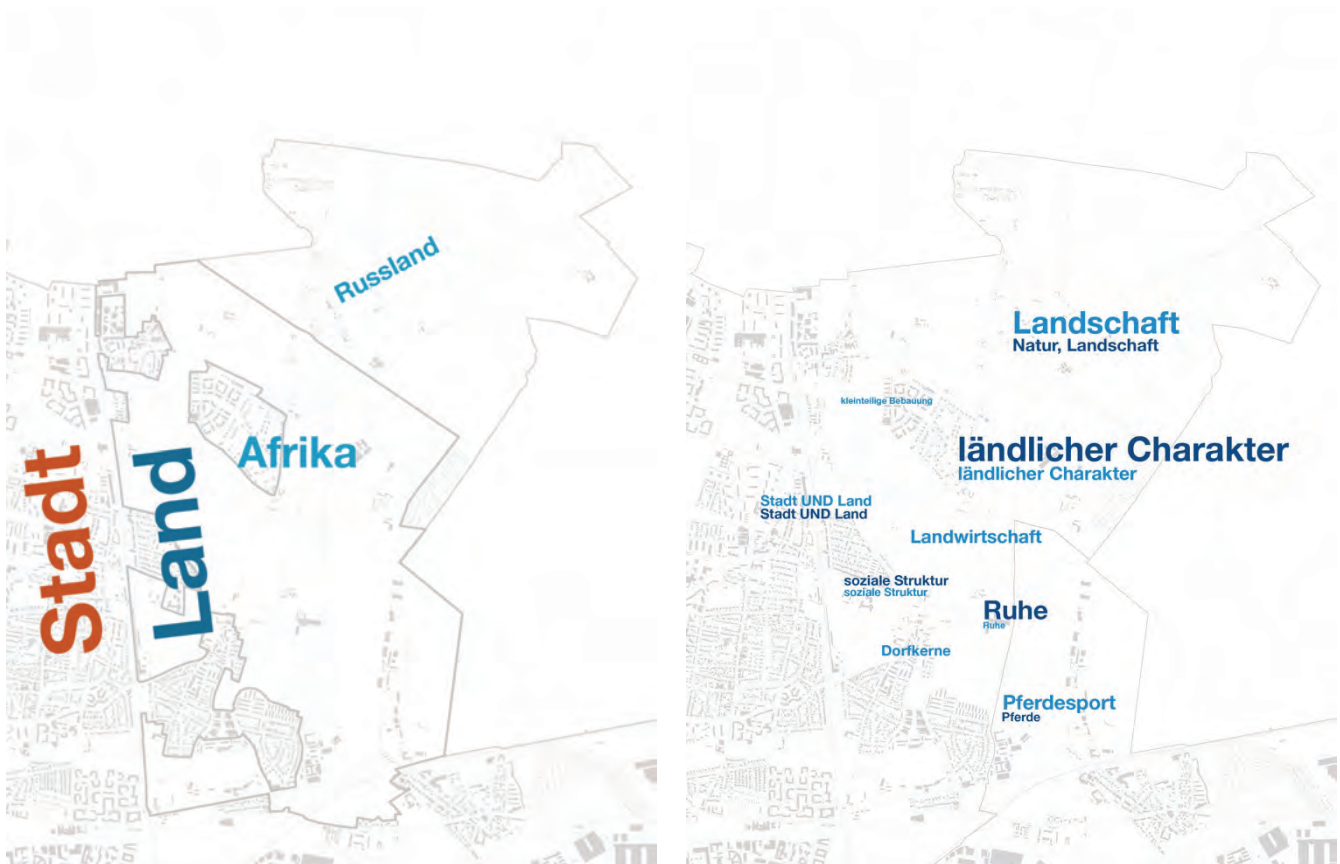 Russland
Afrika
Stadt
Land
Landschaft
Natur, Landschaft
kleinteilige Bebauung
ländlicher Charakter
ländlicher Charakter
Stadt UND Land
Stadt UND Land
Landwirtschaft
soziale Struktur
soziale Struktur
Ruhe
Ruhe
Dorfkerne
Pferdesport
Pferde